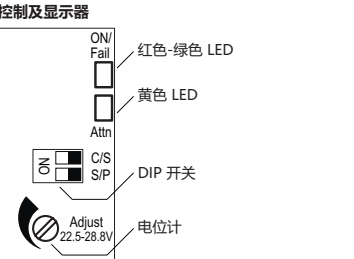 控制及显示器
ON/
Fail
红色-绿色 LED
黄色 LED
Attn
ON
C/S
S/P
DIP 开关
Adjust
22.5-28.8V
电位计